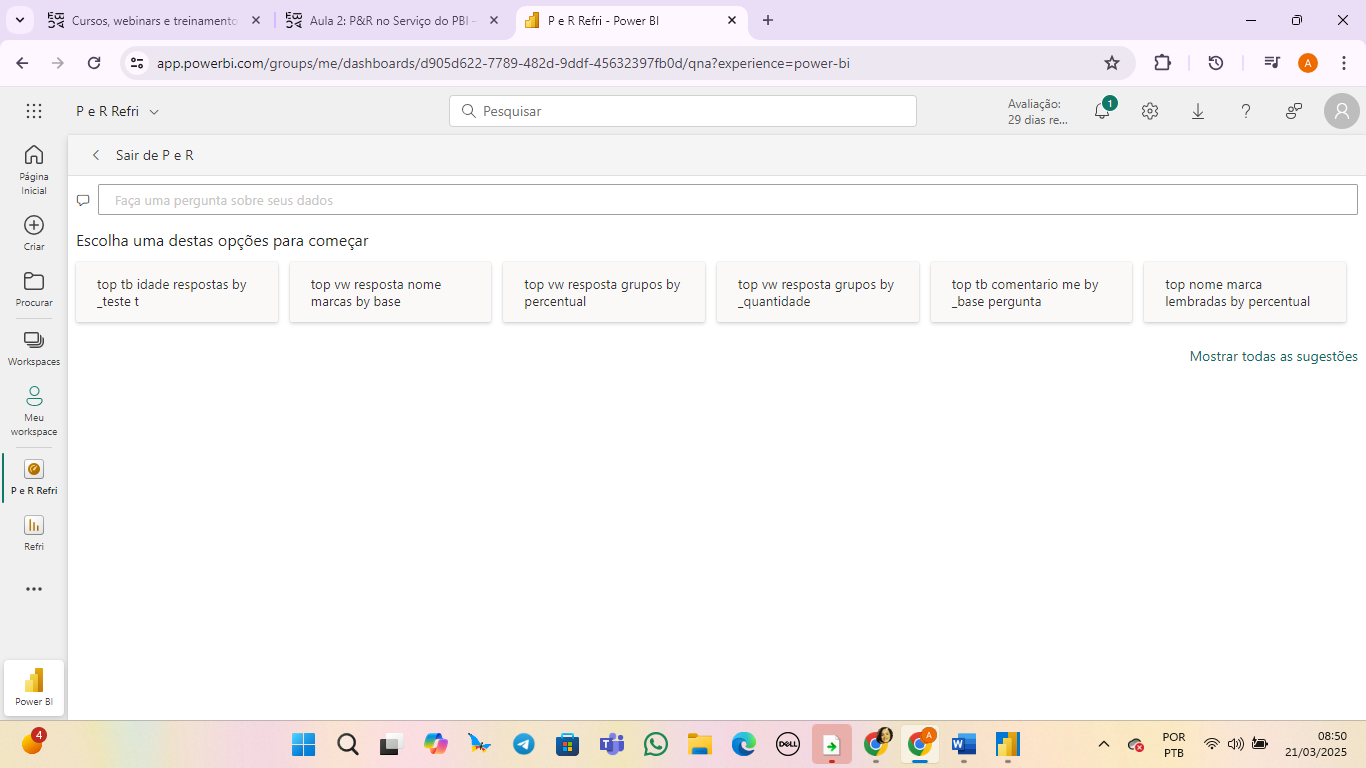 Cursos, webinars e treinamento
Aula 2: P&R no Serviço do PBI -
P e R Refri - Power BI
app.powerbi.com/groups/me/dashboards/d905d622-7789-482d-9ddf-45632397fb0d/qna?experience=power-bi
A
P e R Refri
Pesquisar
Avaliação:
29 dias re...
1
Sair de P e R
Faça uma pergunta sobre seus dados
Escolha uma destas opções para começar
top tb idade respostas by
_teste t
top vw resposta nome
marcas by base
top vw resposta grupos by
percentual
top vw resposta grupos by
_quantidade
top tb comentario me by
_base pergunta
top nome marca
lembradas by percentual
Mostrar todas as sugestões
Página
Inicial
Criar
Procurar
Workspaces
Meu
workspace
P e R Refri
Refri
Power BI
4
DELL
A
POR
PTB
08:50
21/03/2025